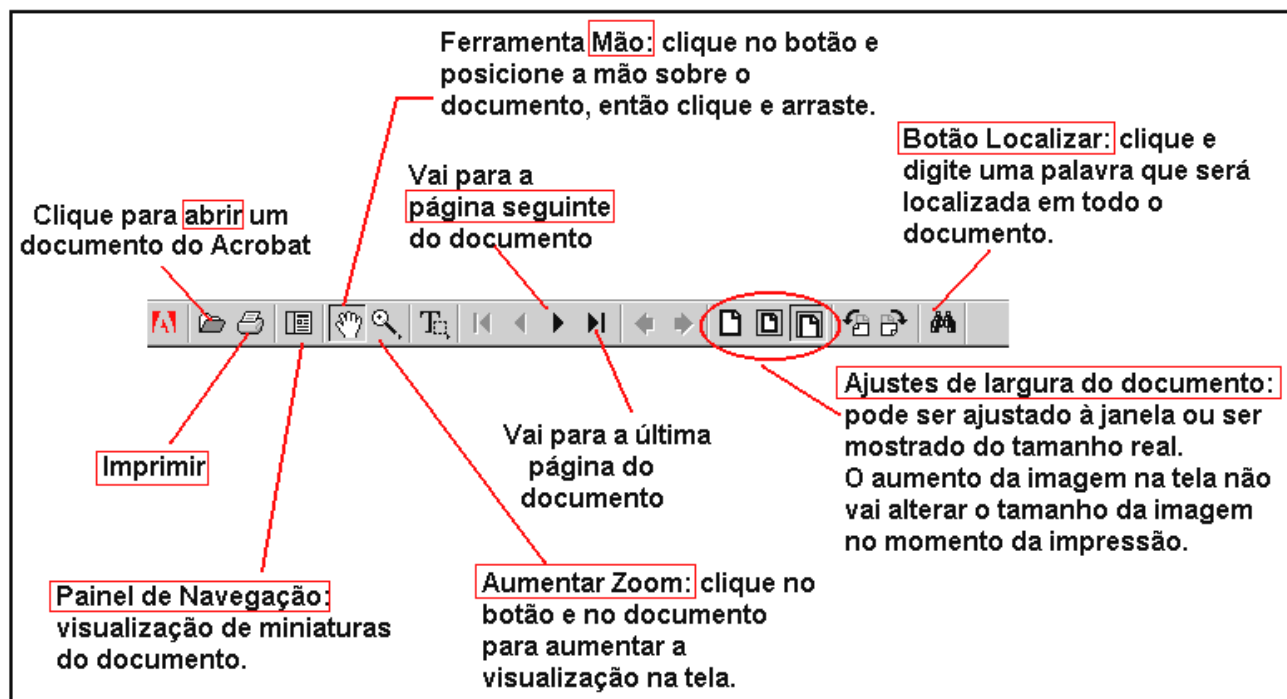 Ferramenta Mão: clique no botão e
posicione a mão sobre o
documento, então clique e arraste.
Botão Localizar: clique e
digite uma palavra que será
localizada em todo o
documento.
Vai para a
página seguinte
do documento
Clique para abrir um
documento do Acrobat
Ajustes de largura do documento:
pode ser ajustado à janela ou ser
mostrado do tamanho real.
O aumento da imagem na tela não
vai alterar o tamanho da imagem
no momento da impressão.
Vai para a última
página do
documento
Imprimir
Aumentar Zoom: clique no
botão e no documento
para aumentar a
visualização na tela.
Painel de Navegação:
visualização de miniaturas
do documento.